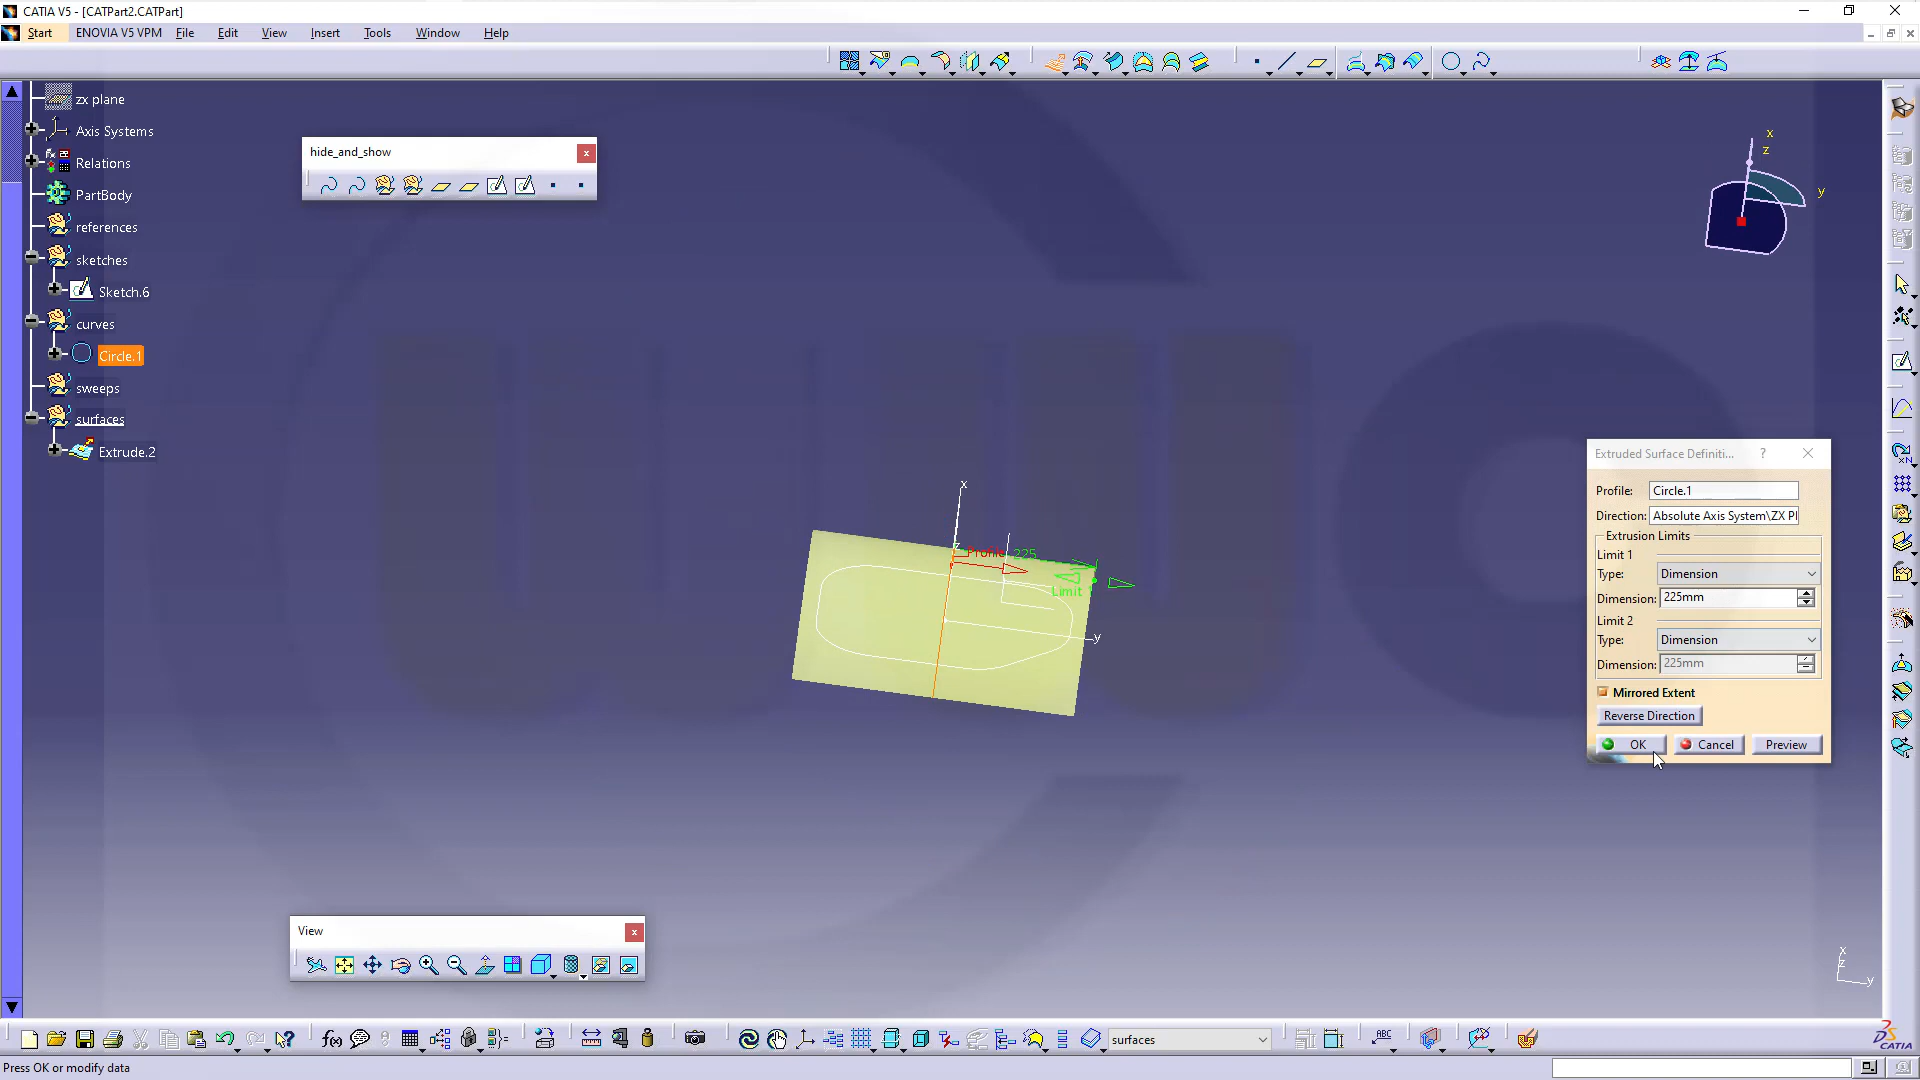 CATIA V5 - [CATPart2.CATPart]
Start ENOVIA V5 VPM File Edit View Insert Tools Window Help
zx plane
Axis Systems
Relations
PartBody
references
sketches
Sketch.6
curves
Circle.1
sweeps
surfaces
Extrude.2
hide_and_show
x
z
y
x
z
Profile
225
Limit
y
Extruded Surface Definiti... ?
Profile: Circle.1
Direction: Absolute Axis System\ZX Pl
Extrusion Limits
Limit 1
Type: Dimension
Dimension: 225mm
Limit 2
Type: Dimension
Dimension: 225mm
Mirrored Extent
Reverse Direction
OK Cancel Preview
View
x
z
y
surfaces
ABC
CATIA
Press OK or modify data